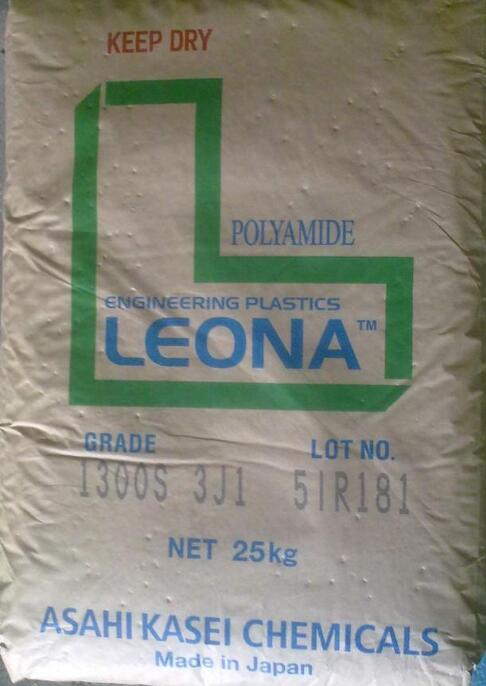 KEEP DRY
POLYAMIDE
ENGINEERING PLASTICS
LEONA™
GRADE LOT NO.
1300S 3J1 51R181
NET 25kg
ASAHI KASEI CHEMICALS
Made in Japan